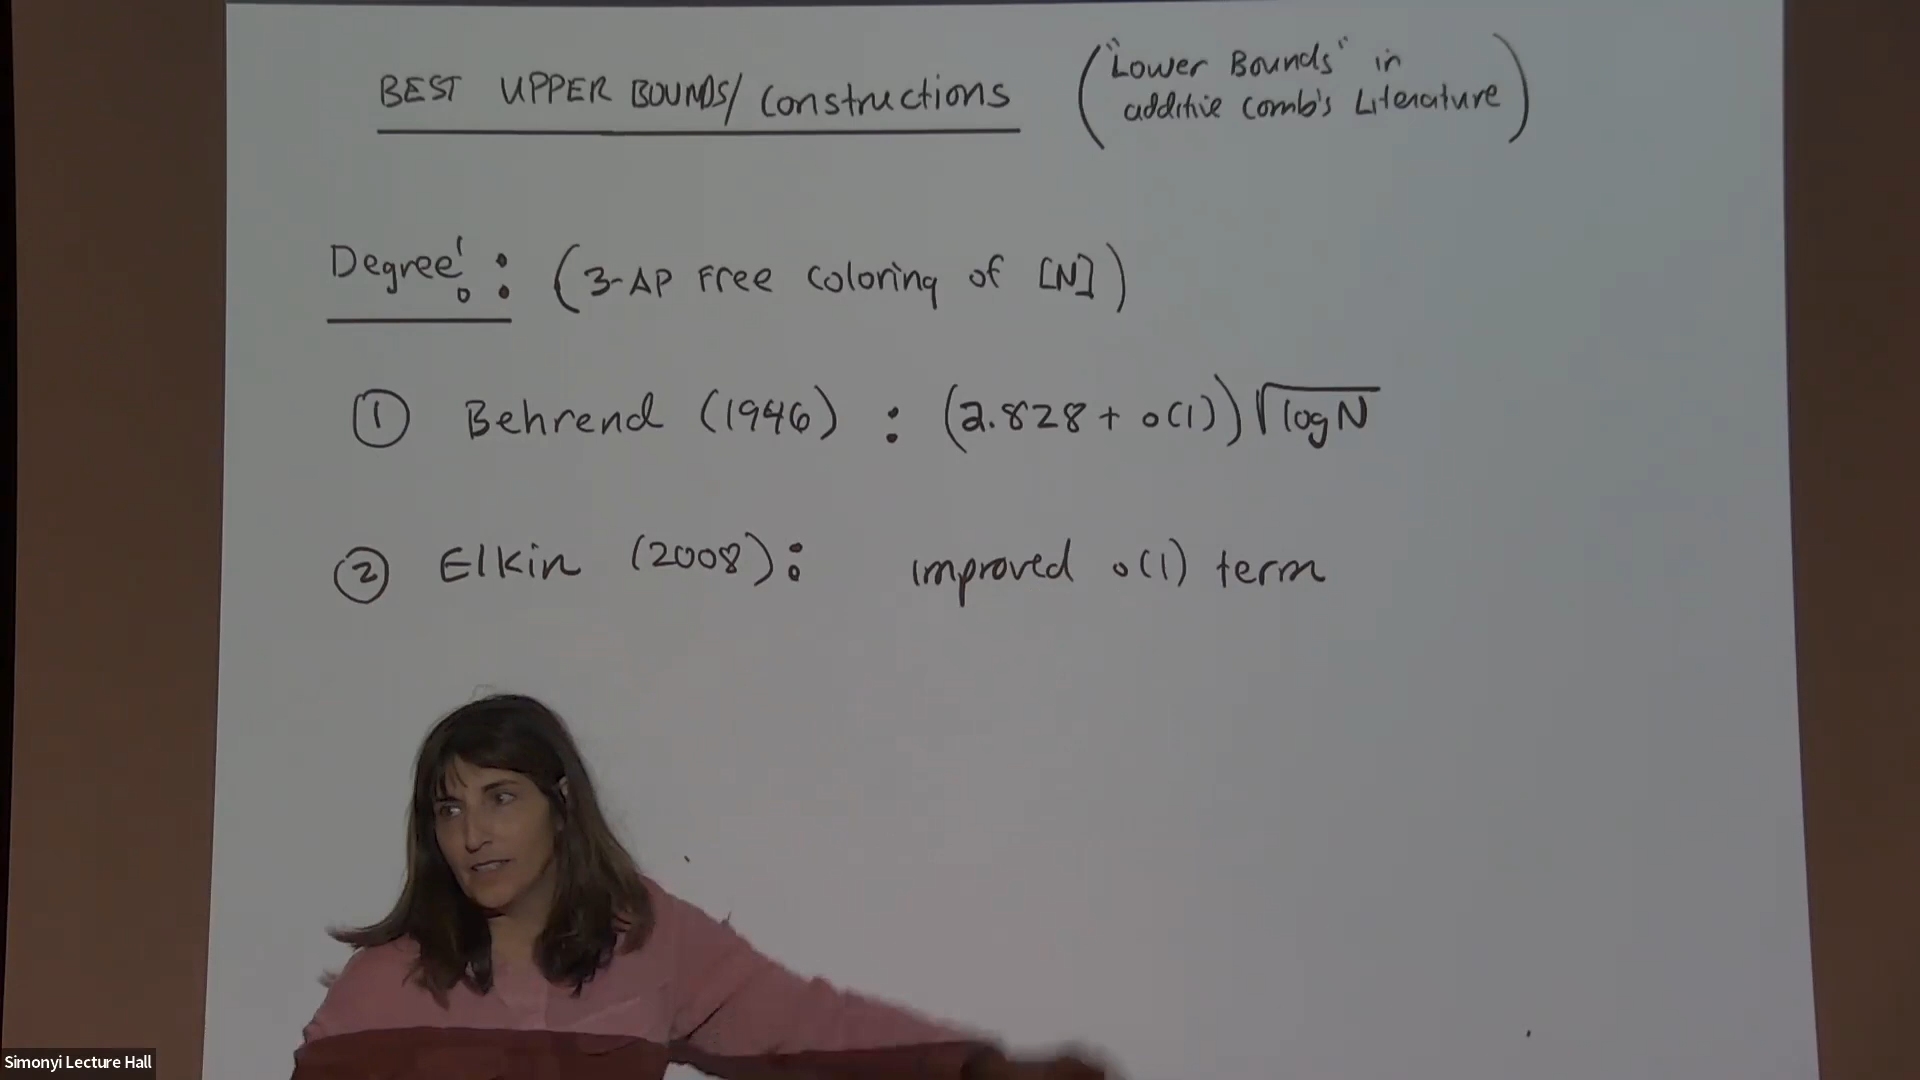 BEST UPPER BOUNDS/Constructions
("Lower Bounds" in
additive comb's Literature)
Degree': (3-AP Free Coloring of [N])
① Behrend (1946) : (2.828 + o(1)) √logN
② Elkin (2008): improved o(1) term
Simonyi Lecture Hall